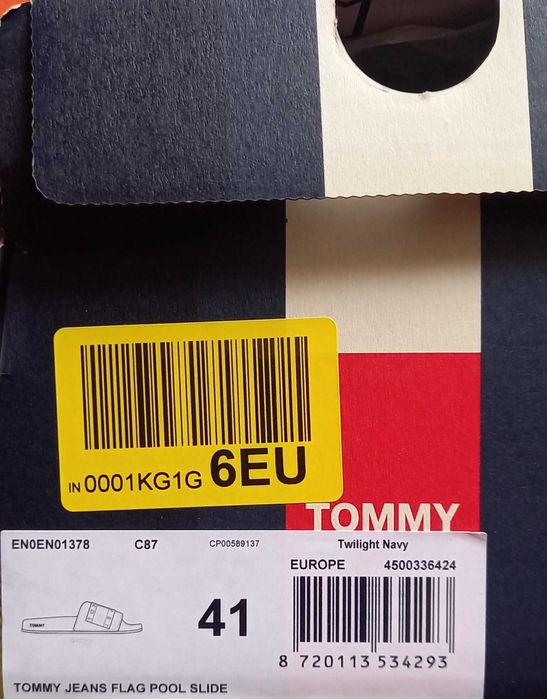 IN 0001KG1G 6EU
TOMMY
EN0EN01378 C87 CP00589137 Twilight Navy
EUROPE 4500336424
TOMMY
41
8 720113 534293
TOMMY JEANS FLAG POOL SLIDE